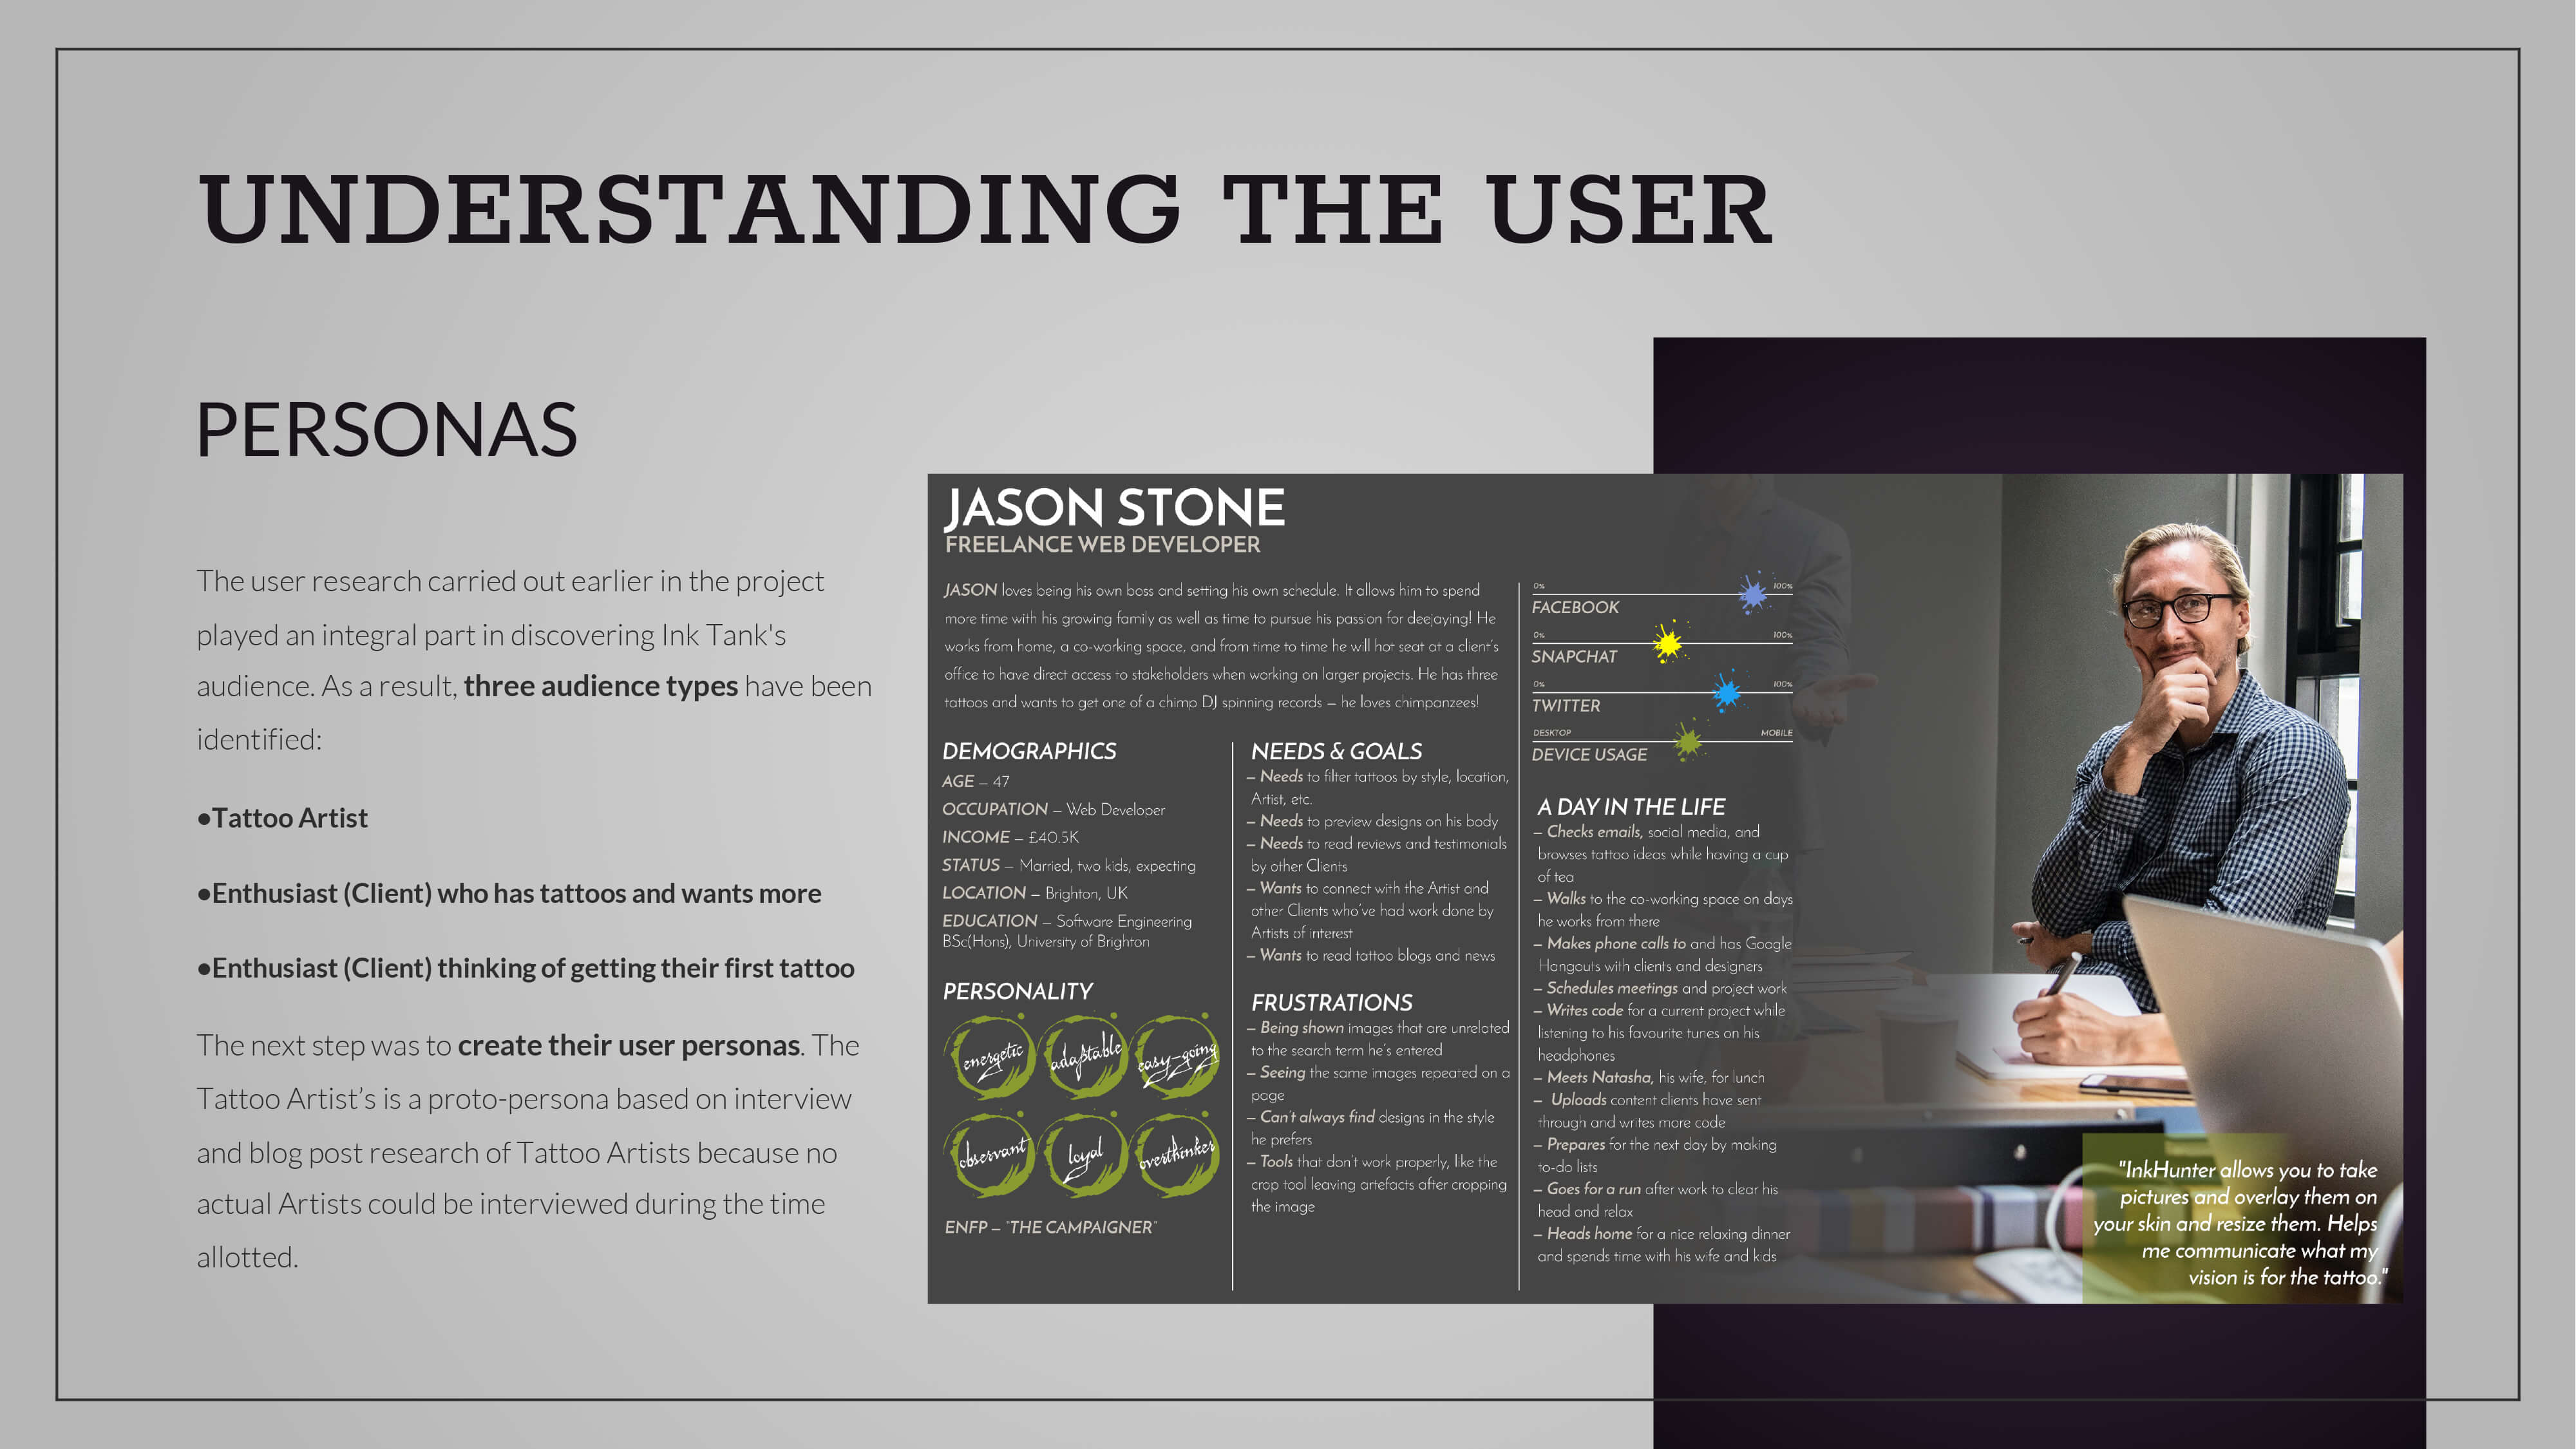 UNDERSTANDING THE USER
PERSONAS
The user research carried out earlier in the project
played an integral part in discovering Ink Tank's
audience. As a result, three audience types have been
identified:
•Tattoo Artist
•Enthusiast (Client) who has tattoos and wants more
•Enthusiast (Client) thinking of getting their first tattoo
The next step was to create their user personas. The
Tattoo Artist’s is a proto-persona based on interview
and blog post research of Tattoo Artists because no
actual Artists could be interviewed during the time
allotted.
JASON STONE
FREELANCE WEB DEVELOPER
JASON loves being his own boss and setting his own schedule. It allows him to spend
more time with his growing family as well as time to pursue his passion for deejaying! He
works from home, a co-working space, and from time to time he will hot seat at a client's
office to have direct access to stakeholders when working on larger projects. He has three
tattoos and wants to get one of a chimp DJ spinning records – he loves chimpanzees!
DEMOGRAPHICS
AGE – 47
OCCUPATION – Web Developer
INCOME – £40.5K
STATUS – Married, two kids, expecting
LOCATION – Brighton, UK
EDUCATION – Software Engineering
BSc(Hons), University of Brighton
PERSONALITY
energetic adaptable easy-going
observant loyal overthinker
ENFP – "THE CAMPAIGNER"
NEEDS & GOALS
– Needs to filter tattoos by style, location,
Artist, etc.
– Needs to preview designs on his body
– Needs to read reviews and testimonials
by other Clients
– Wants to connect with the Artist and
other Clients who've had work done by
Artists of interest
– Wants to read tattoo blogs and news
FRUSTRATIONS
– Being shown images that are unrelated
to the search term he's entered
– Seeing the same images repeated on a
page
– Can't always find designs in the style
he prefers
– Tools that don't work properly, like the
crop tool leaving artefacts after cropping
the image
0% 100%
FACEBOOK
0% 100%
SNAPCHAT
0% 100%
TWITTER
DESKTOP MOBILE
DEVICE USAGE
A DAY IN THE LIFE
– Checks emails, social media, and
browses tattoo ideas while having a cup
of tea
– Walks to the co-working space on days
he works from there
– Makes phone calls to and has Google
Hangouts with clients and designers
– Schedules meetings and project work
– Writes code for a current project while
listening to his favourite tunes on his
headphones
– Meets Natasha, his wife, for lunch
– Uploads content clients have sent
through and writes more code
– Prepares for the next day by making
to-do lists
– Goes for a run after work to clear his
head and relax
– Heads home for a nice relaxing dinner
and spends time with his wife and kids
"InkHunter allows you to take
pictures and overlay them on
your skin and resize them. Helps
me communicate what my
vision is for the tattoo."